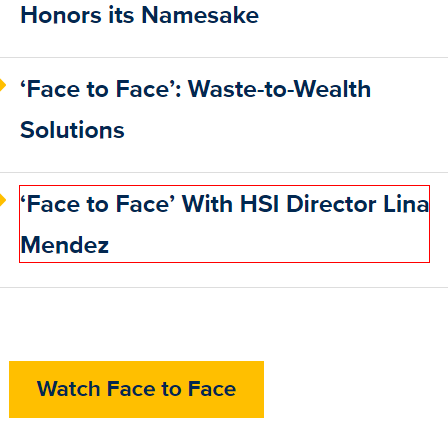 Honors its Namesake
‘Face to Face’: Waste-to-Wealth
Solutions
‘Face to Face’ With HSI Director Lina
Mendez
Watch Face to Face